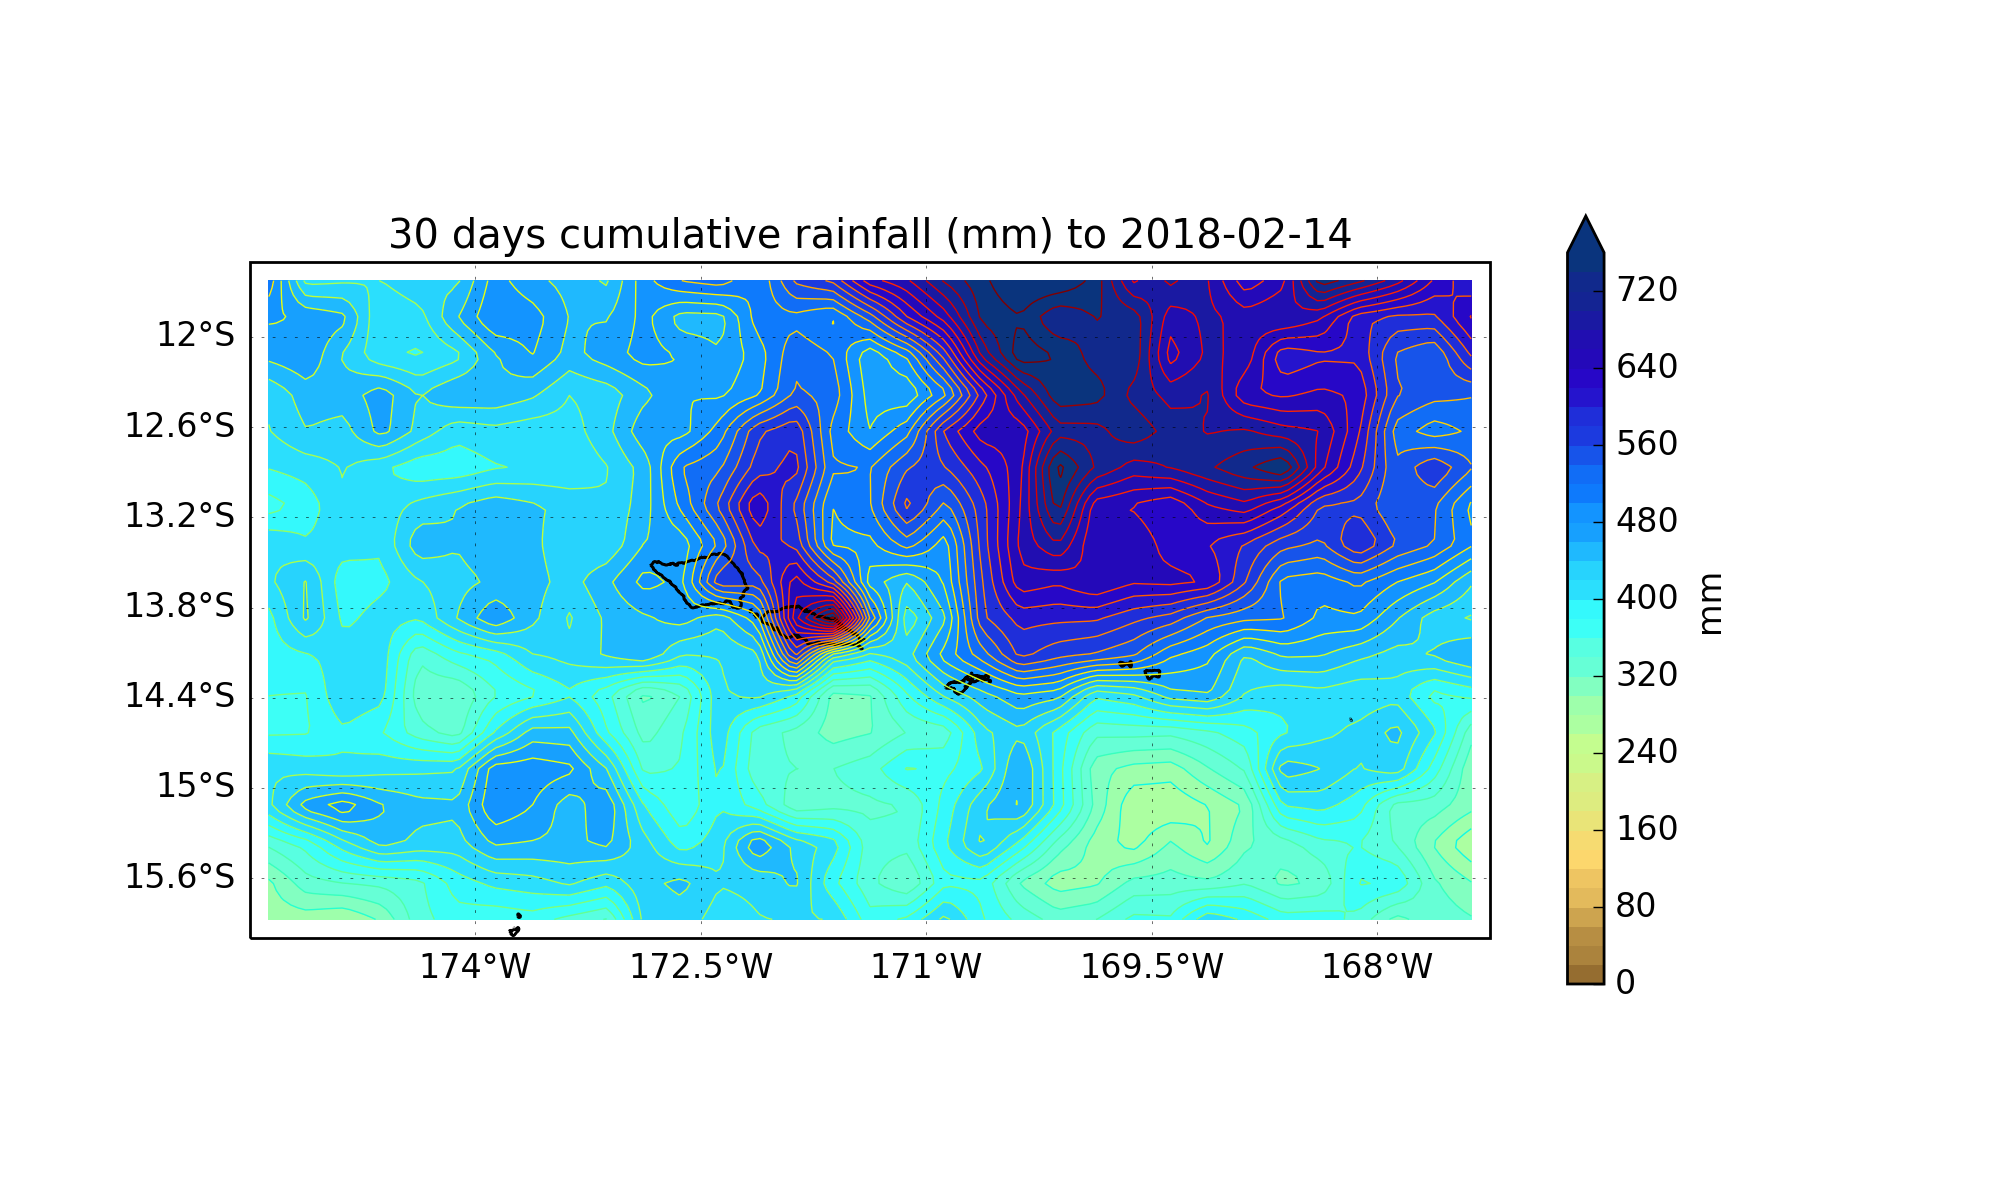 30 days cumulative rainfall (mm) to 2018-02-14
12°S
12.6°S
13.2°S
13.8°S
14.4°S
15°S
15.6°S
174°W
172.5°W
171°W
169.5°W
168°W
720
640
560
480
400
320
240
160
80
0
mm